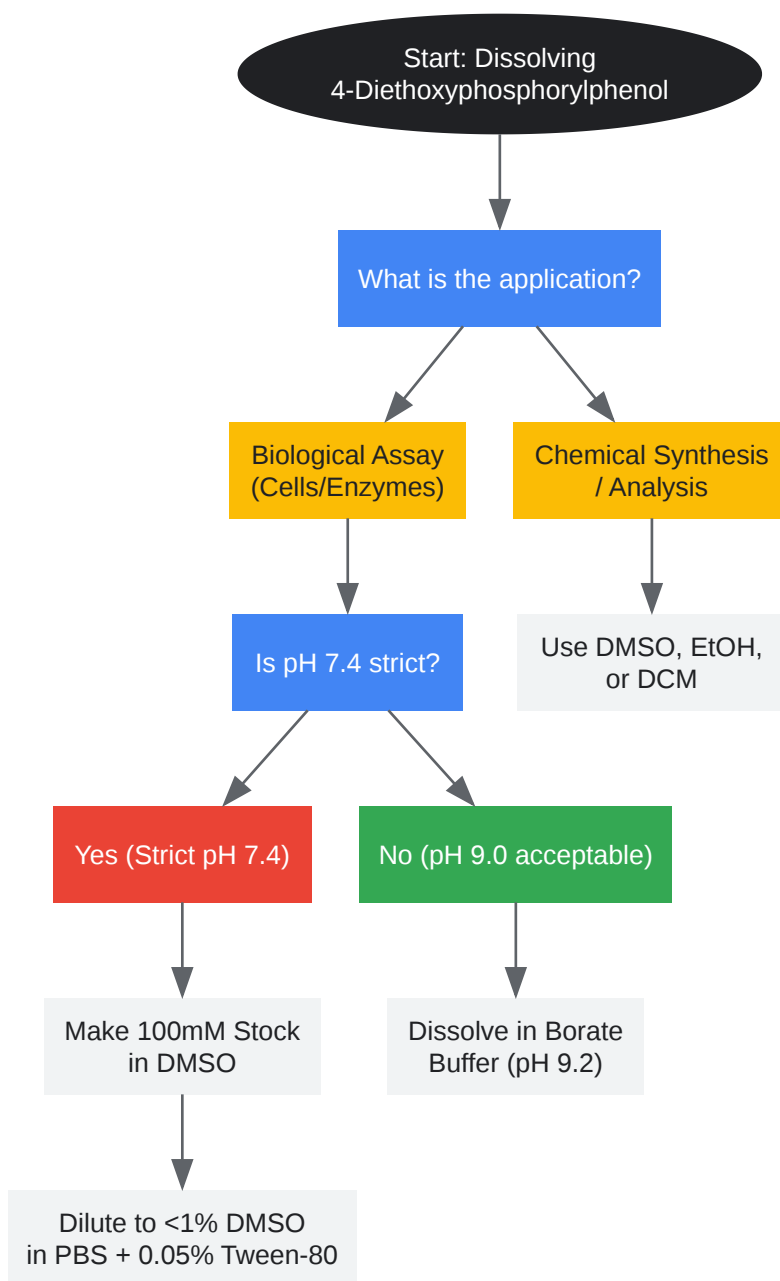 Start: Dissolving
4-Diethoxyphosphorylphenol
What is the application?
Biological Assay
(Cells/Enzymes)
Chemical Synthesis
/ Analysis
Is pH 7.4 strict?
Use DMSO, EtOH,
or DCM
Yes (Strict pH 7.4)
No (pH 9.0 acceptable)
Make 100mM Stock
in DMSO
Dissolve in Borate
Buffer (pH 9.2)
Dilute to <1% DMSO
in PBS + 0.05% Tween-80